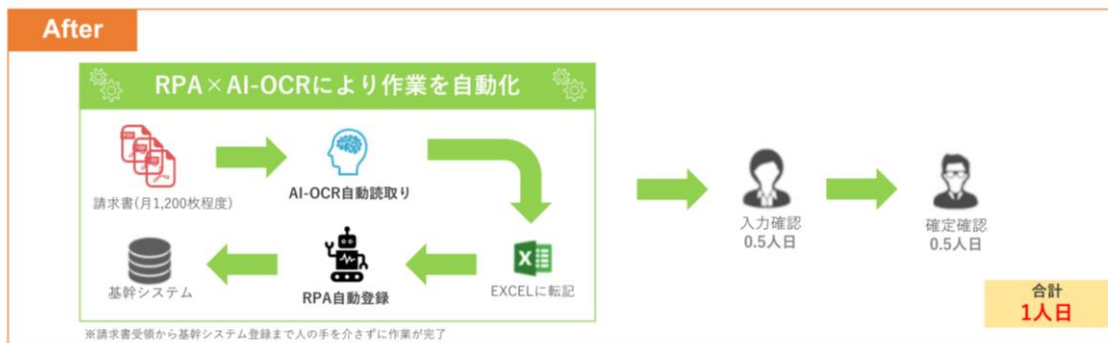 After
RPA×AI-OCRにより作業を自動化
請求書(月1,200枚程度)
AI-OCR自動読取り
EXCELに転記
RPA自動登録
基幹システム
※請求書受領から基幹システム登録まで人の手を介さずに作業が完了
入力確認
0.5人日
確定確認
0.5人日
合計
1人日